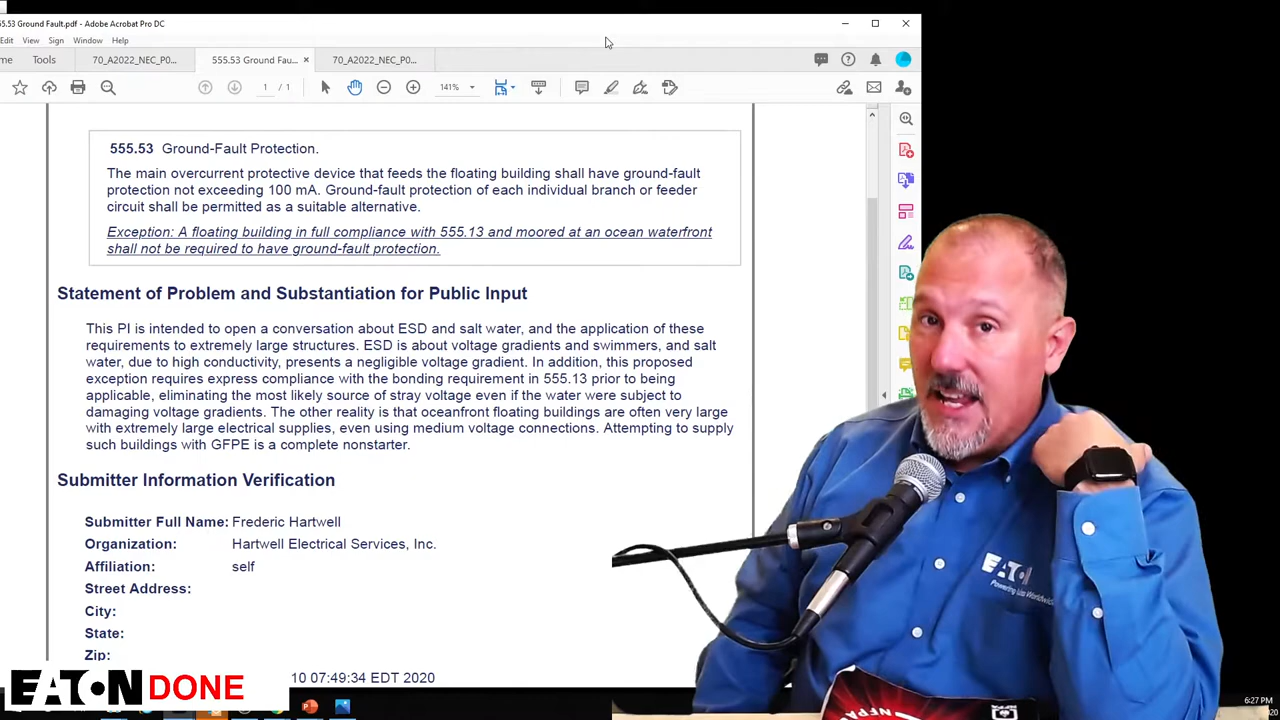 55.53 Ground Fault.pdf - Adobe Acrobat Pro DC
Edit View Sign Window Help
me Tools 70_A2022_NEC_P0... 555.53 Ground Fau... × 70_A2022_NEC_P0...
1 / 1 141%
555.53 Ground-Fault Protection.
The main overcurrent protective device that feeds the floating building shall have ground-fault
protection not exceeding 100 mA. Ground-fault protection of each individual branch or feeder
circuit shall be permitted as a suitable alternative.
Exception: A floating building in full compliance with 555.13 and moored at an ocean waterfront
shall not be required to have ground-fault protection.
Statement of Problem and Substantiation for Public Input
This PI is intended to open a conversation about ESD and salt water, and the application of these
requirements to extremely large structures. ESD is about voltage gradients and swimmers, and salt
water, due to high conductivity, presents a negligible voltage gradient. In addition, this proposed
exception requires express compliance with the bonding requirement in 555.13 prior to being
applicable, eliminating the most likely source of stray voltage even if the water were subject to
damaging voltage gradients. The other reality is that oceanfront floating buildings are often very large
with extremely large electrical supplies, even using medium voltage connections. Attempting to supply
such buildings with GFPE is a complete nonstarter.
Submitter Information Verification
Submitter Full Name: Frederic Hartwell
Organization: Hartwell Electrical Services, Inc.
Affiliation: self
Street Address:
City:
State:
Zip:
10 07:49:34 EDT 2020
EATON DONE
EATON
Powering Business Worldwide
NFPA
6:27 PM